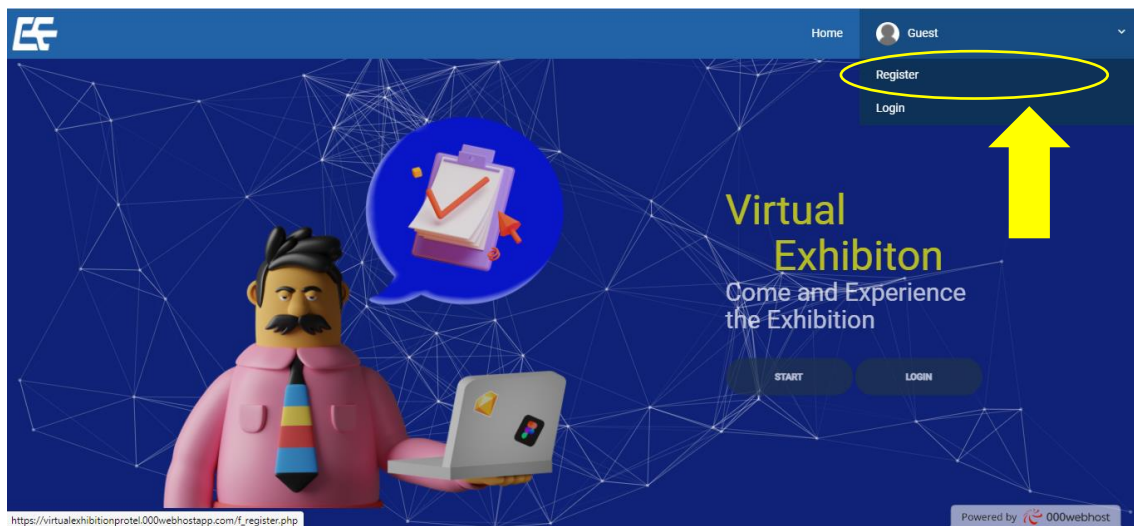 EE
Home
Guest
Register
Login
Virtual
Exhibiton
Come and Experience
the Exhibition
START
LOGIN
https://virtualexhibitionprotel.000webhostapp.com/f_register.php
Powered by 000webhost